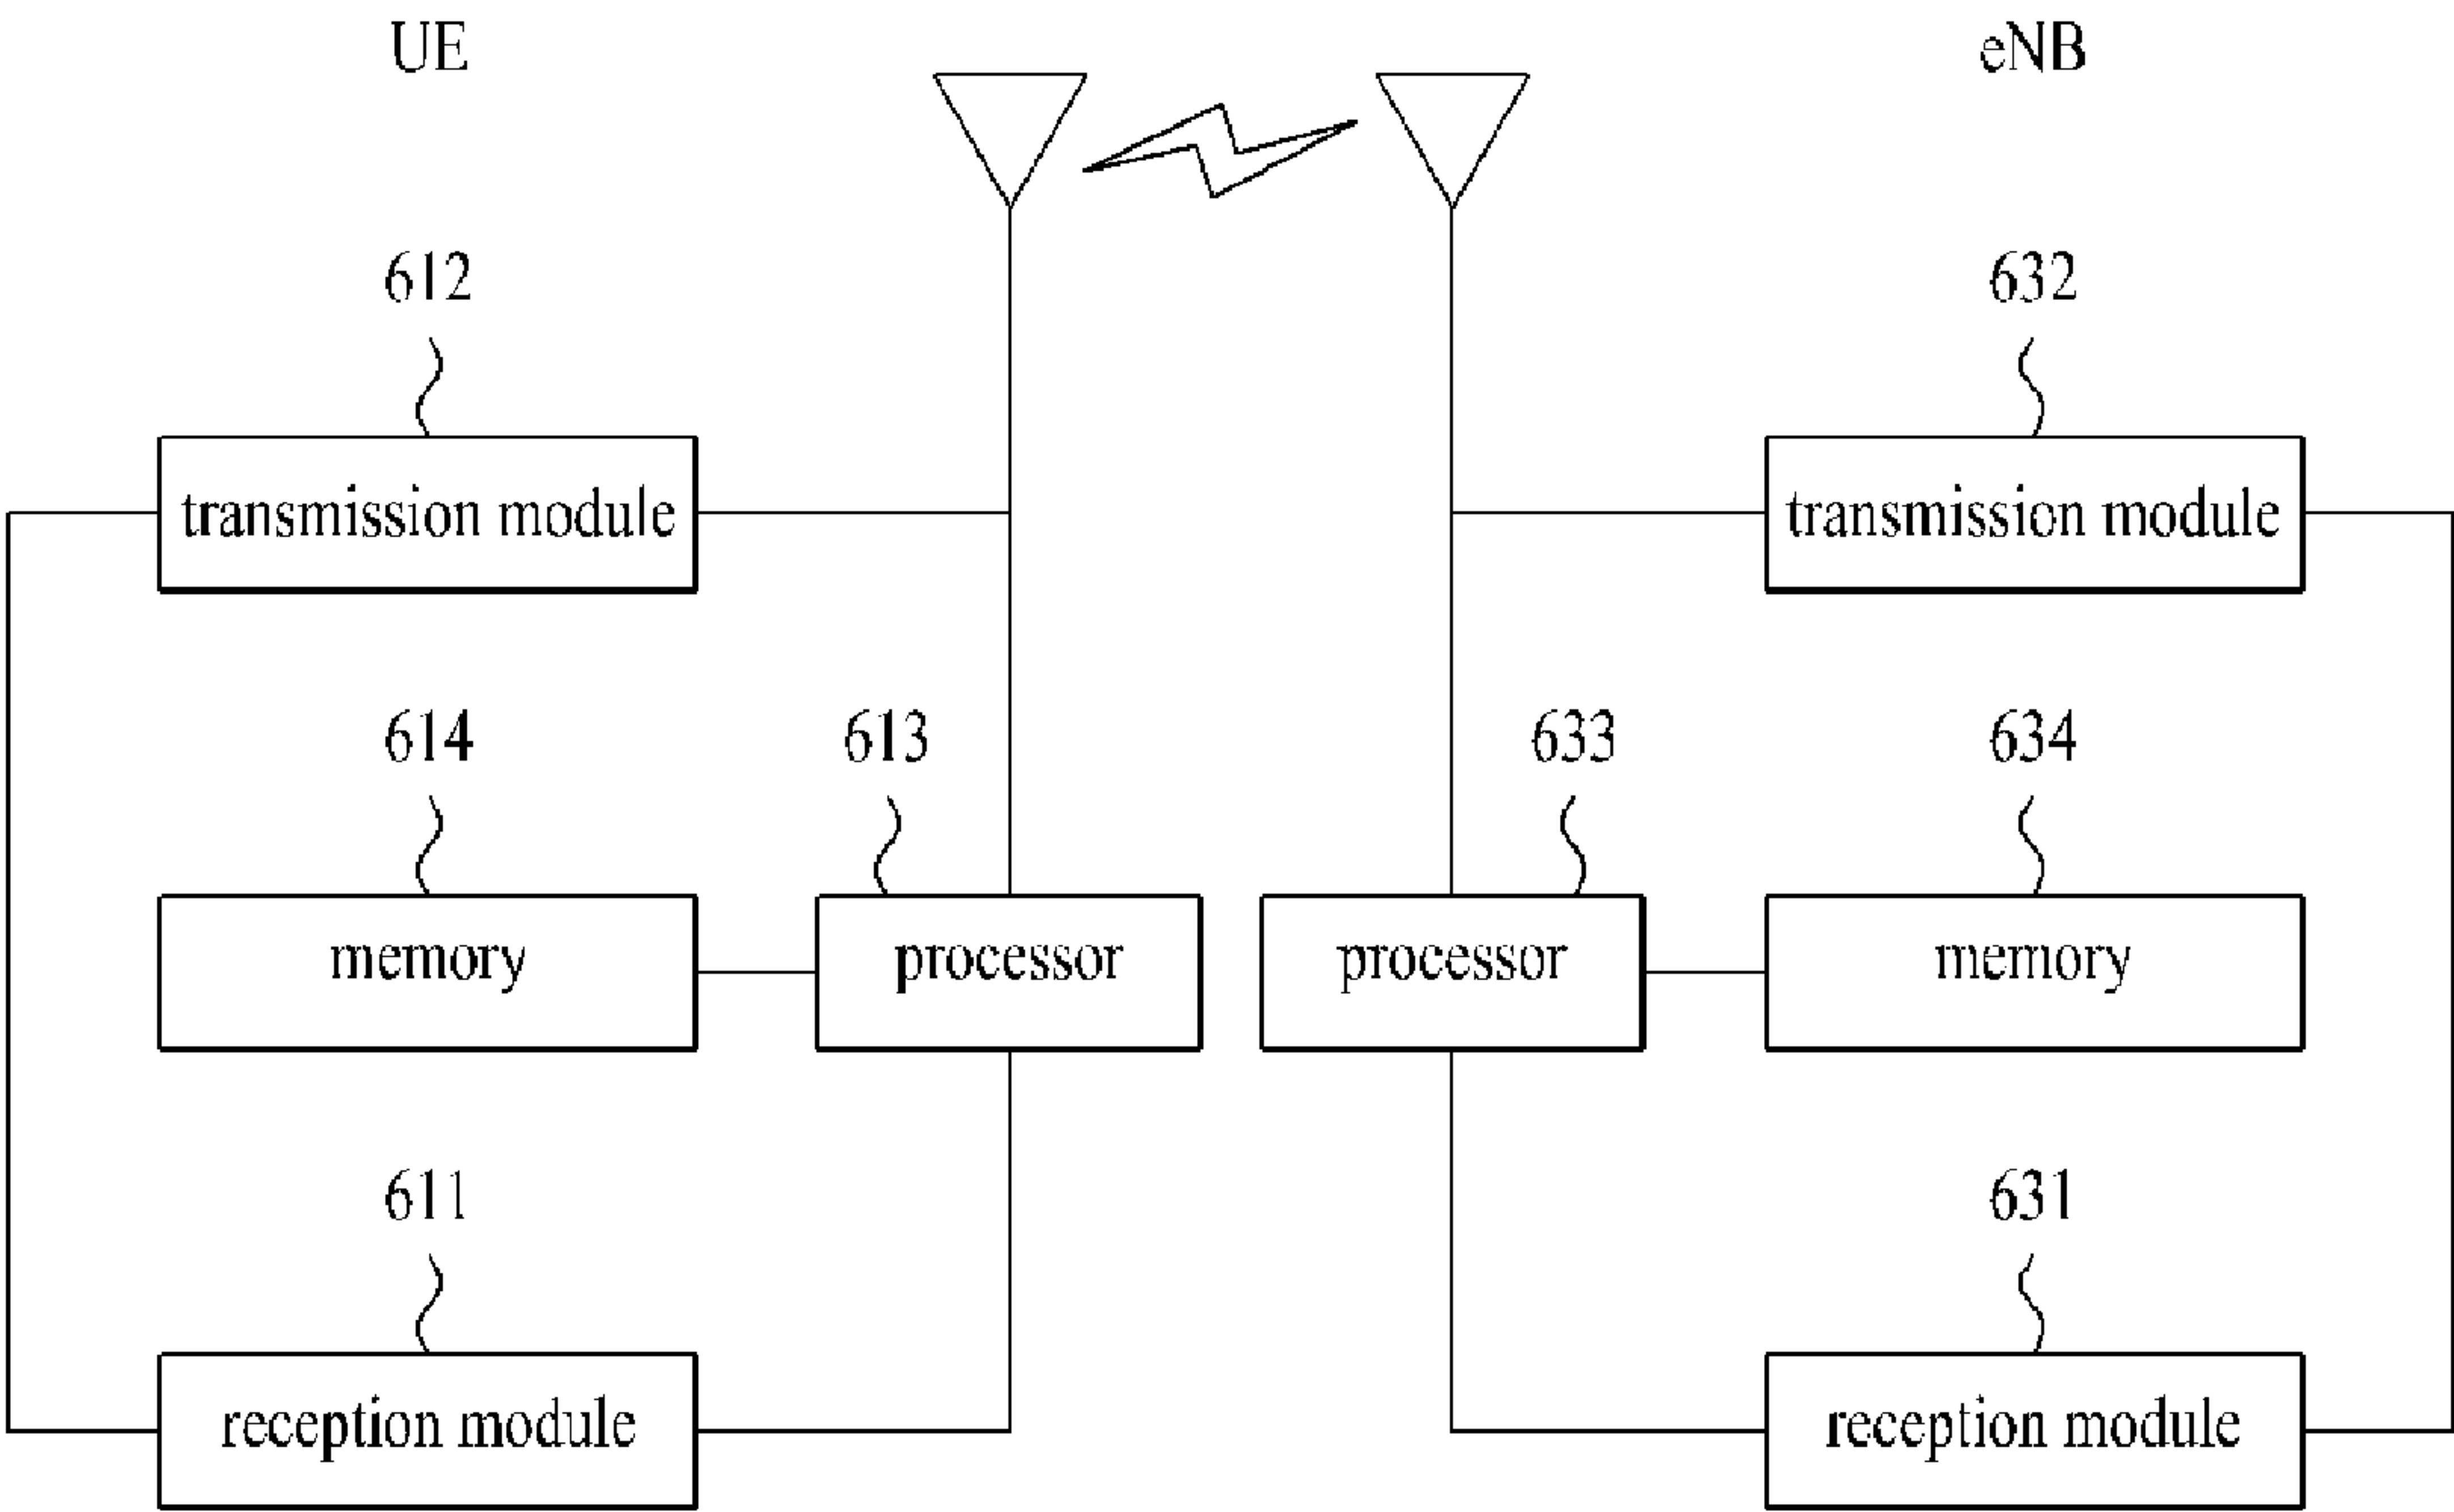 UE
eNB
612
632
transmission module
transmission module
614
613
633
634
memory
processor
processor
memory
611
631
reception module
reception module